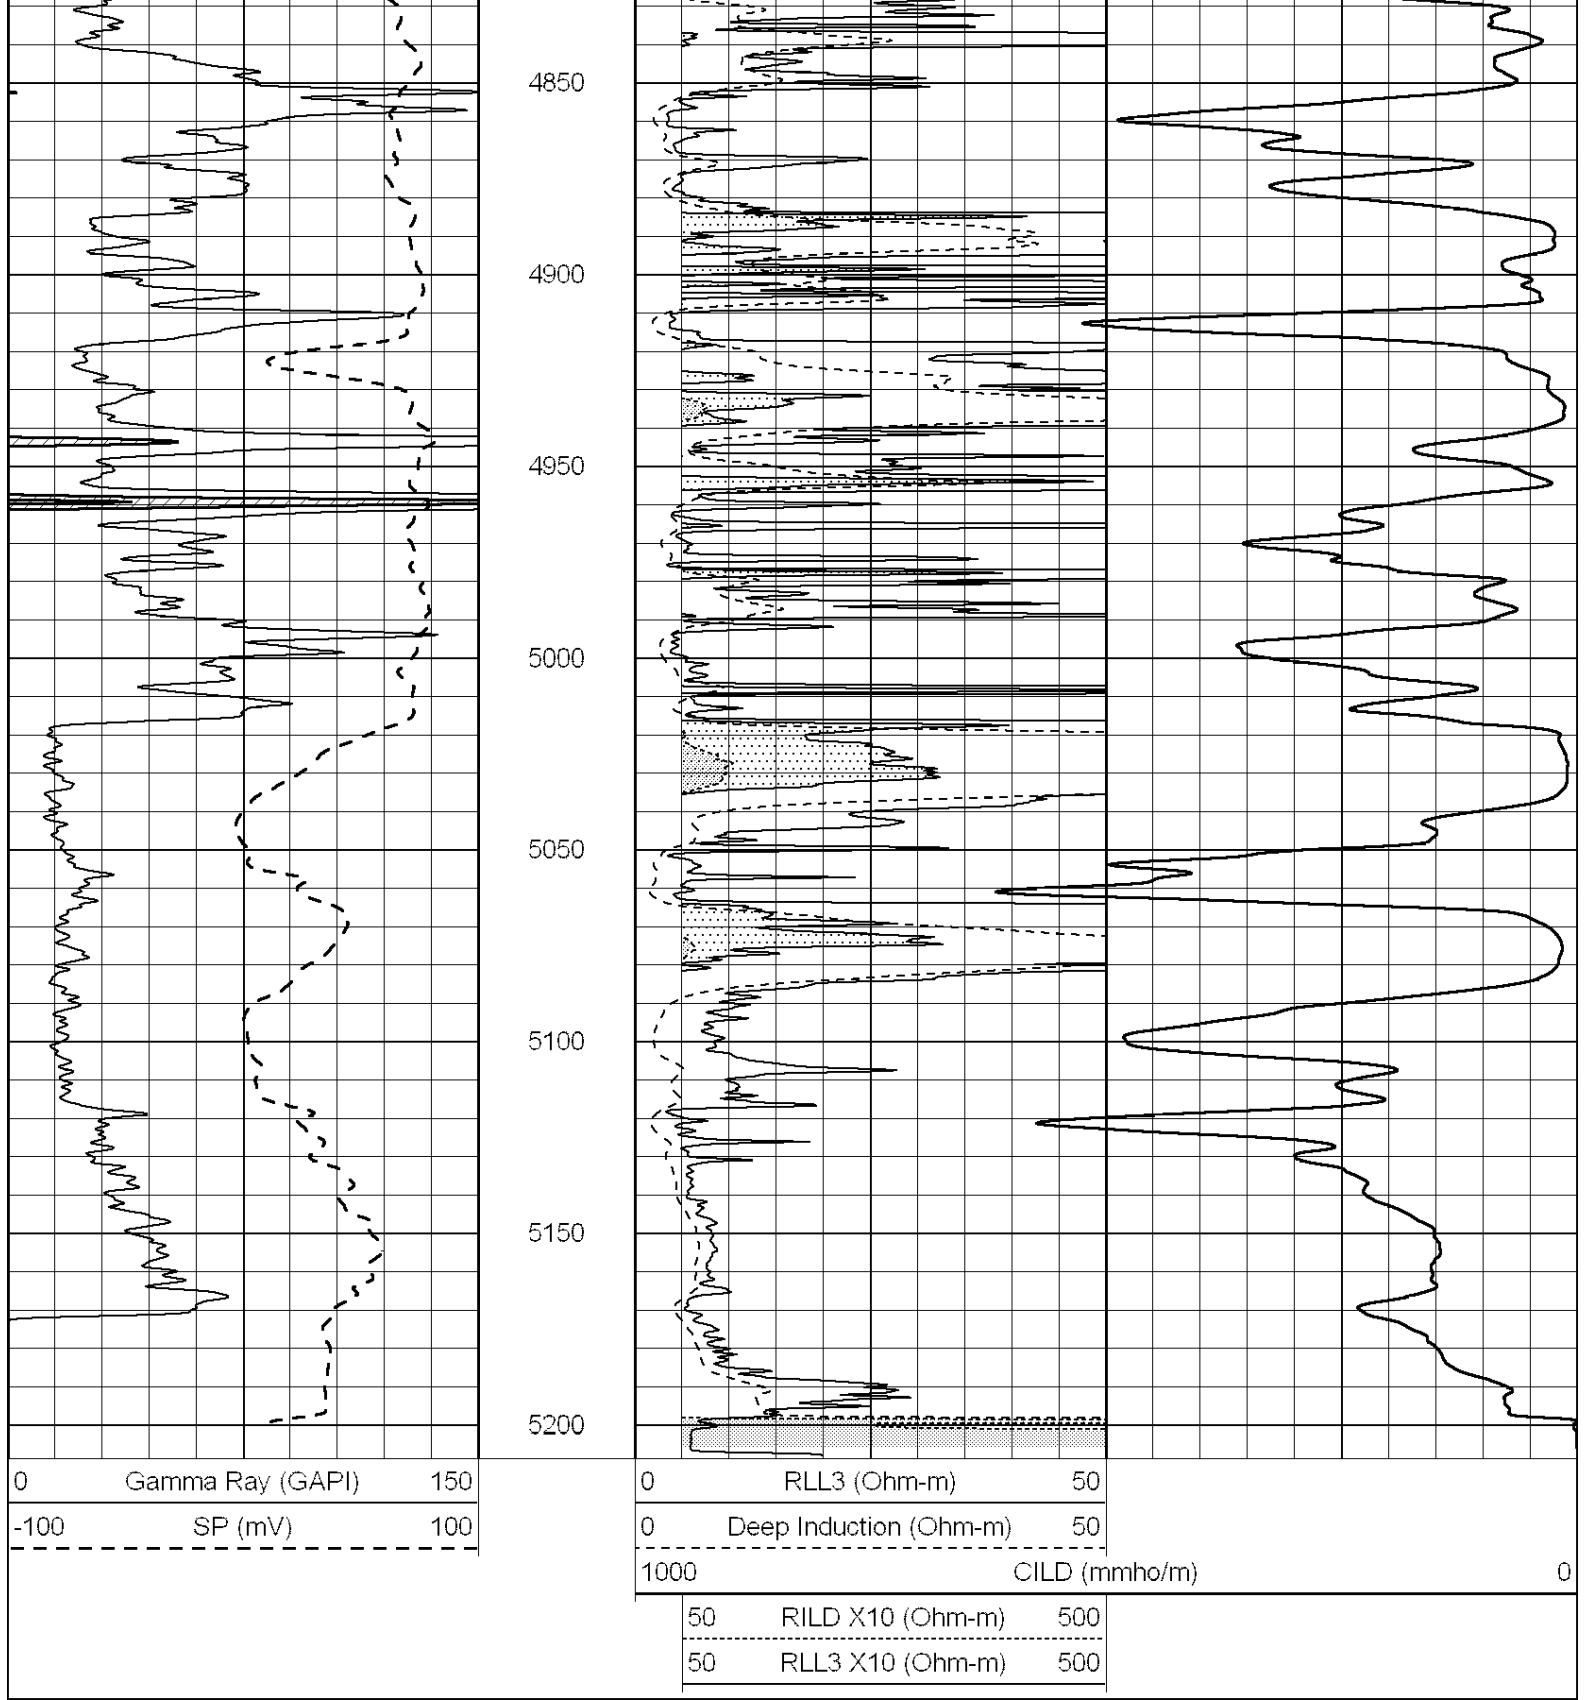 4850
4900
4950
5000
5050
5100
5150
5200
0 Gamma Ray (GAPI) 150
-100 SP (mV) 100
0 RLL3 (Ohm-m) 50
0 Deep Induction (Ohm-m) 50
1000 CILD (mmho/m) 0
50 RILD X10 (Ohm-m) 500
50 RLL3 X10 (Ohm-m) 500